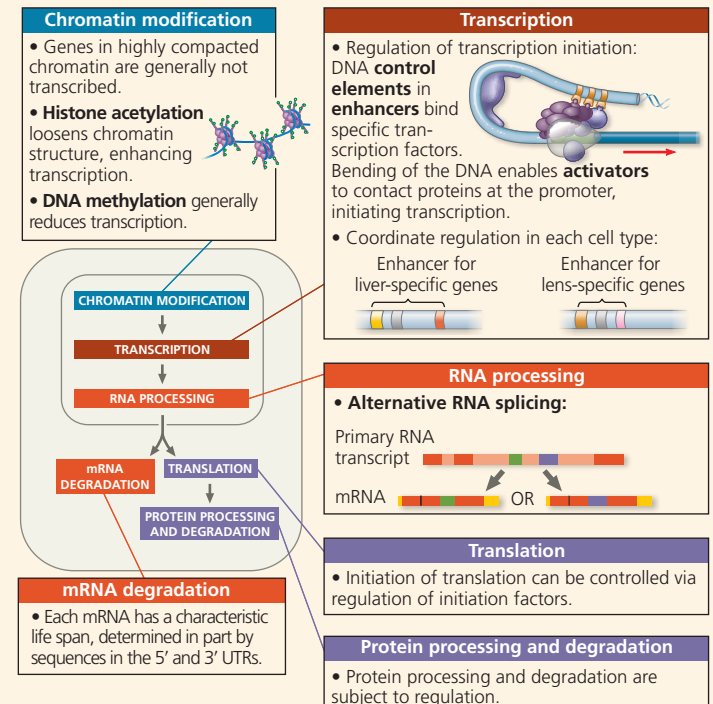 Chromatin modification
• Genes in highly compacted
chromatin are generally not
transcribed.
• Histone acetylation
loosens chromatin
structure, enhancing
transcription.
• DNA methylation generally
reduces transcription.
Transcription
• Regulation of transcription initiation:
DNA control
elements in
enhancers bind
specific tran-
scription factors.
Bending of the DNA enables activators
to contact proteins at the promoter,
initiating transcription.
• Coordinate regulation in each cell type:
Enhancer for
liver-specific genes
Enhancer for
lens-specific genes
CHROMATIN MODIFICATION
TRANSCRIPTION
RNA PROCESSING
mRNA
DEGRADATION
TRANSLATION
PROTEIN PROCESSING
AND DEGRADATION
RNA processing
• Alternative RNA splicing:
Primary RNA
transcript
mRNA
OR
Translation
• Initiation of translation can be controlled via
regulation of initiation factors.
mRNA degradation
• Each mRNA has a characteristic
life span, determined in part by
sequences in the 5′ and 3′ UTRs.
Protein processing and degradation
• Protein processing and degradation are
subject to regulation.